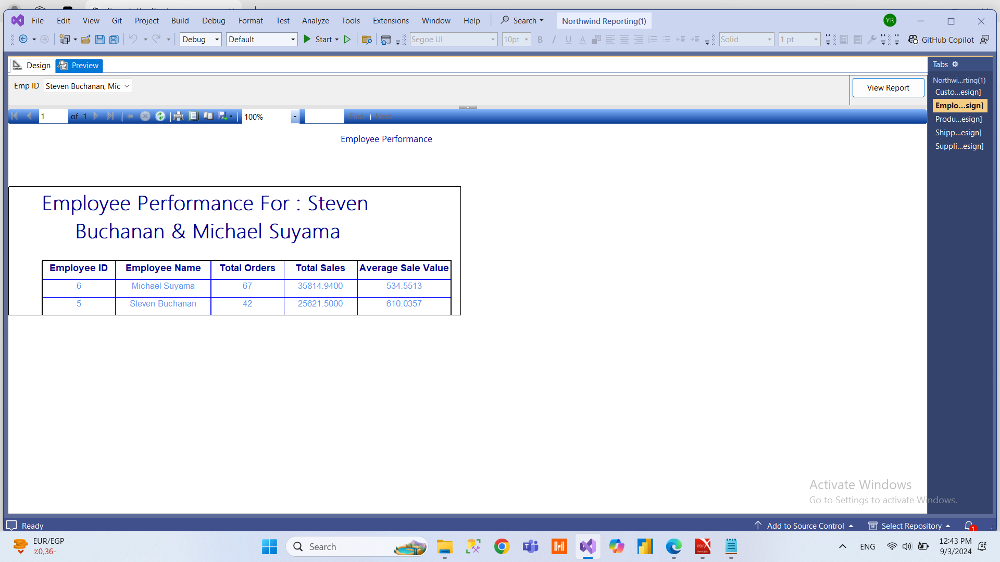 File Edit View Git Project Build Debug Format Test Analyze Tools Extensions Window Help Search Northwind Reporting(1) YR
Debug Default Start Segoe UI 10pt B I U A Solid 1 pt GitHub Copilot
Design Preview
Tabs
Emp ID Steven Buchanan, Mic View Report
Northwi...rting(1)
Custo...esign]
Emplo...sign]
Produ...esign]
Shipp...esign]
Suppli...esign]
1 of 1 100% Find | Next
Employee Performance
Employee Performance For : Steven
Buchanan & Michael Suyama
Employee ID Employee Name Total Orders Total Sales Average Sale Value
6 Michael Suyama 67 35814.9400 534.5513
5 Steven Buchanan 42 25621.5000 610.0357
Activate Windows
Go to Settings to activate Windows.
Ready Add to Source Control Select Repository 1
EUR/EGP
٪0,36-
Search
PDF
ENG
12:43 PM
9/3/2024